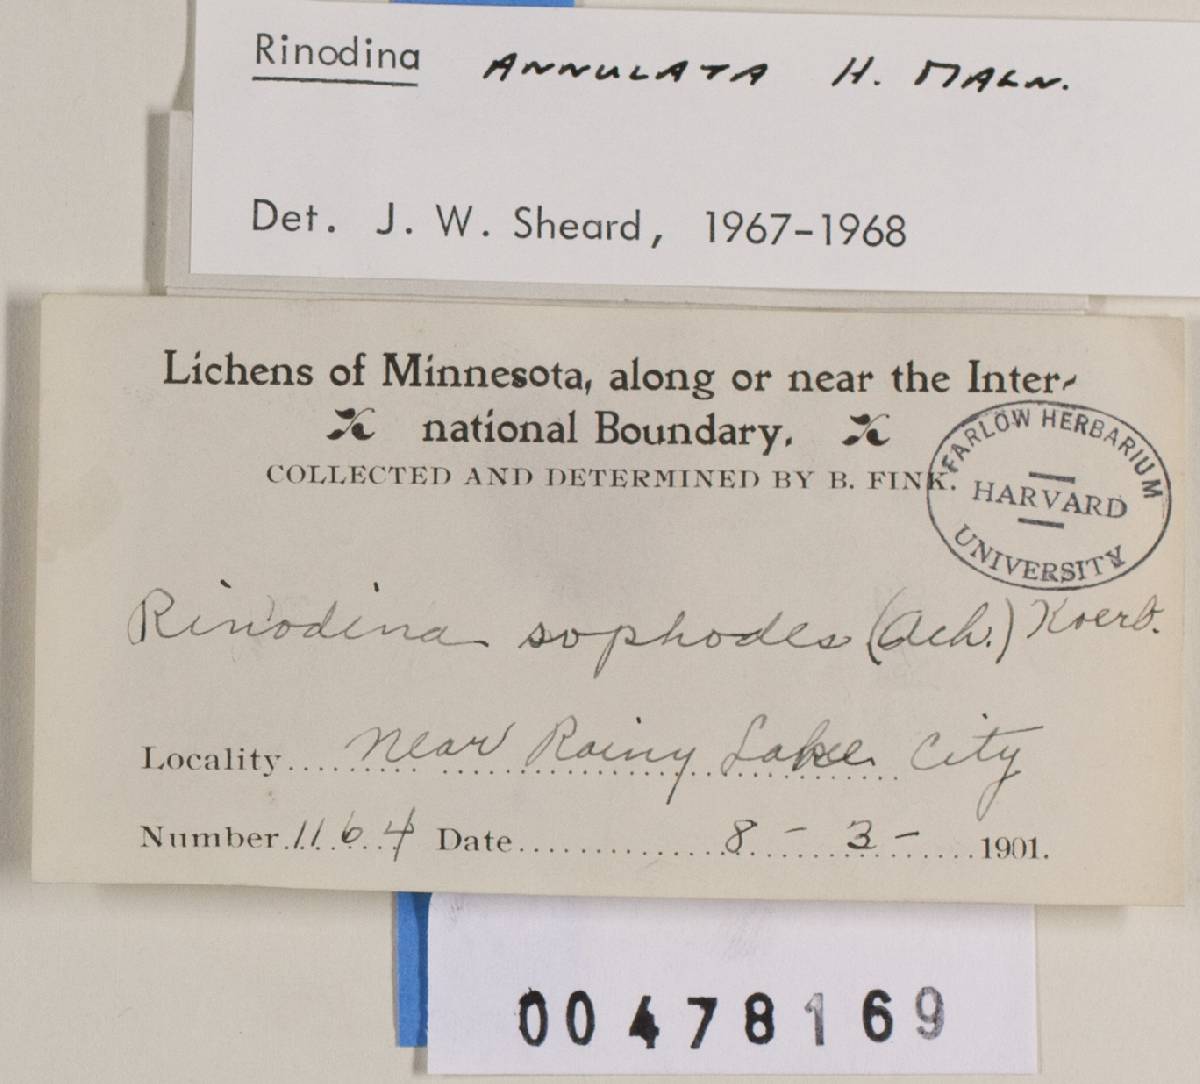 Rinodina ANNULATA H. MALN.
Det. J. W. Sheard, 1967-1968
Lichens of Minnesota, along or near the Inter-
national Boundary.
COLLECTED AND DETERMINED BY B. FINK.
FARLOW HERBARIUM
HARVARD
UNIVERSITY
Rinodina sophodes (Ach.) Koerb.
Locality near Rainy Lake City
Number 1164 Date 8-3-1901.
00478169